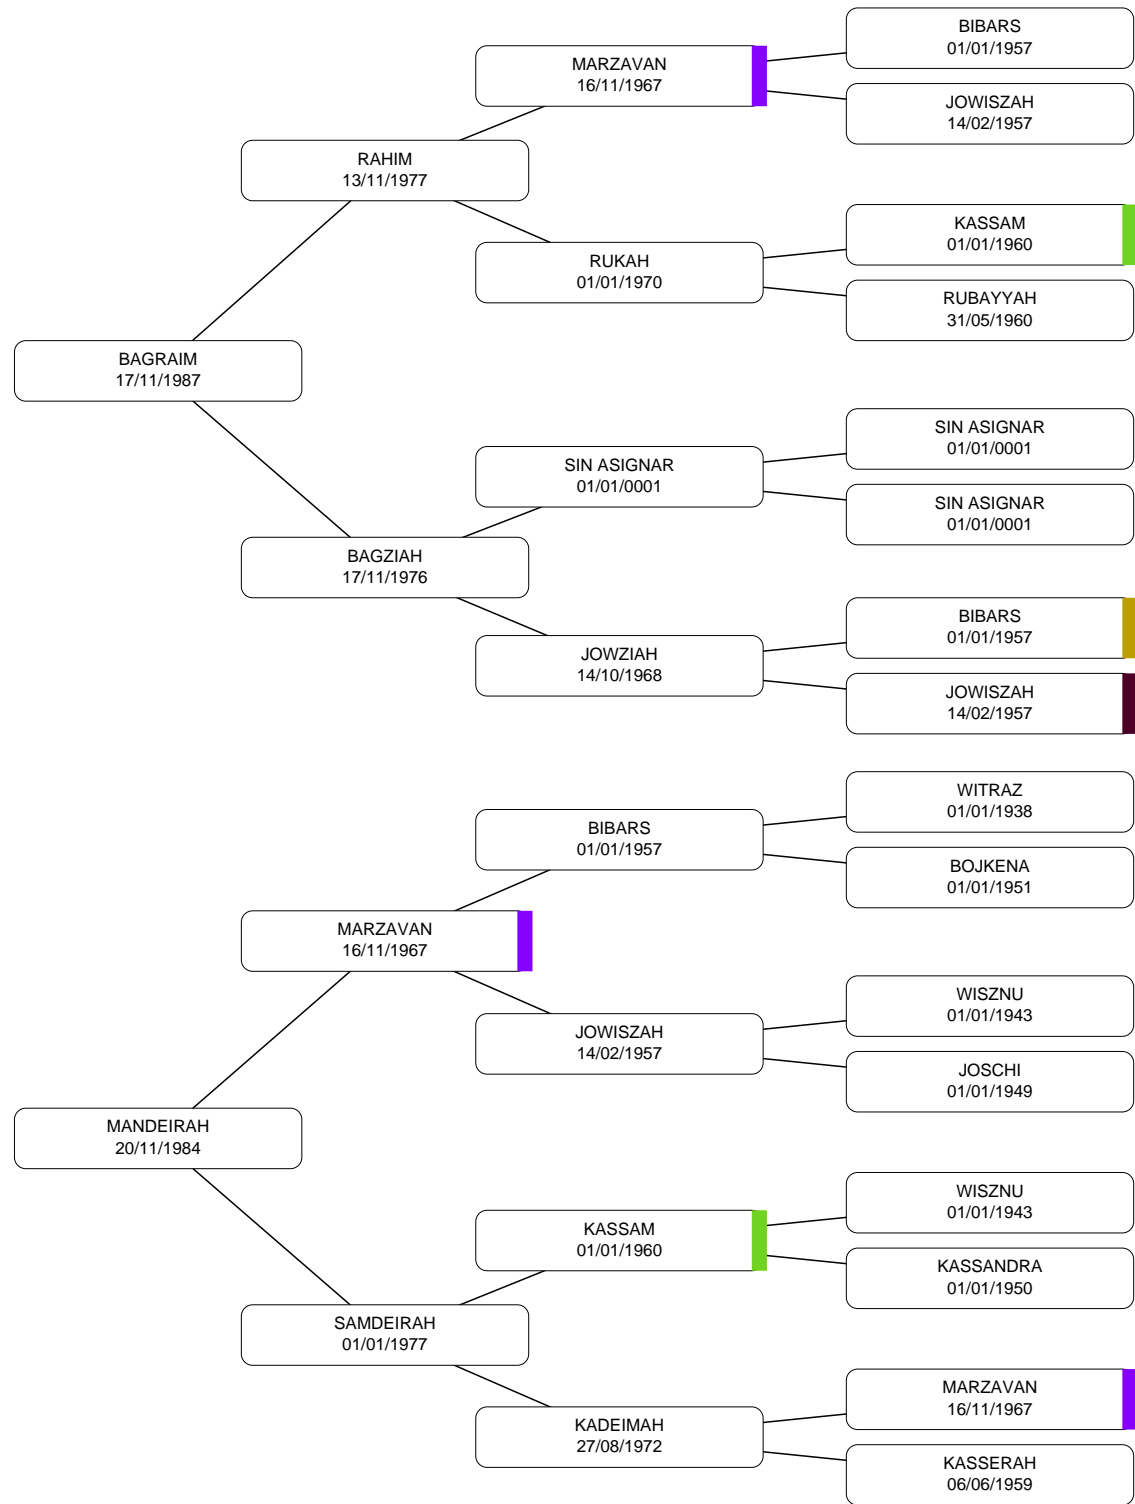 BIBARS
01/01/1957
MARZAVAN
16/11/1967
JOWISZAH
14/02/1957
RAHIM
13/11/1977
KASSAM
01/01/1960
RUKAH
01/01/1970
RUBAYYAH
31/05/1960
BAGRAIM
17/11/1987
SIN ASIGNAR
01/01/0001
SIN ASIGNAR
01/01/0001
SIN ASIGNAR
01/01/0001
BAGZIAH
17/11/1976
BIBARS
01/01/1957
JOWZIAH
14/10/1968
JOWISZAH
14/02/1957
WITRAZ
01/01/1938
BIBARS
01/01/1957
BOJKENA
01/01/1951
MARZAVAN
16/11/1967
WISZNU
01/01/1943
JOWISZAH
14/02/1957
JOSCHI
01/01/1949
MANDEIRAH
20/11/1984
WISZNU
01/01/1943
KASSAM
01/01/1960
KASSANDRA
01/01/1950
SAMDEIRAH
01/01/1977
MARZAVAN
16/11/1967
KADEIMAH
27/08/1972
KASSERAH
06/06/1959